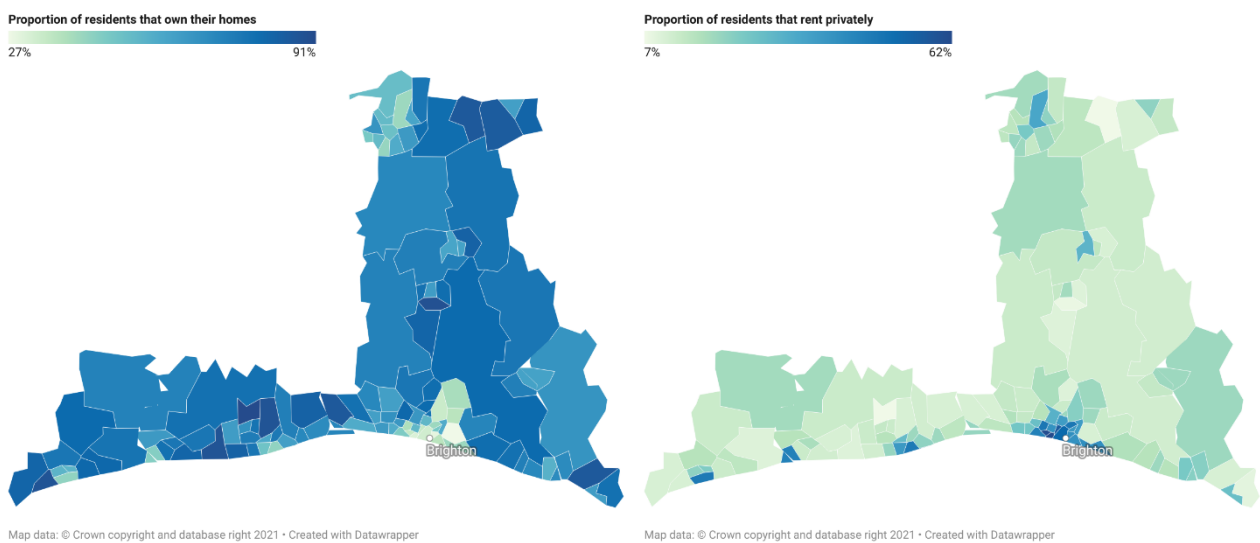 Proportion of residents that own their homes
27% 91%
Brighton
Map data: © Crown copyright and database right 2021 • Created with Datawrapper
Proportion of residents that rent privately
7% 62%
Brighton
Map data: © Crown copyright and database right 2021 • Created with Datawrapper